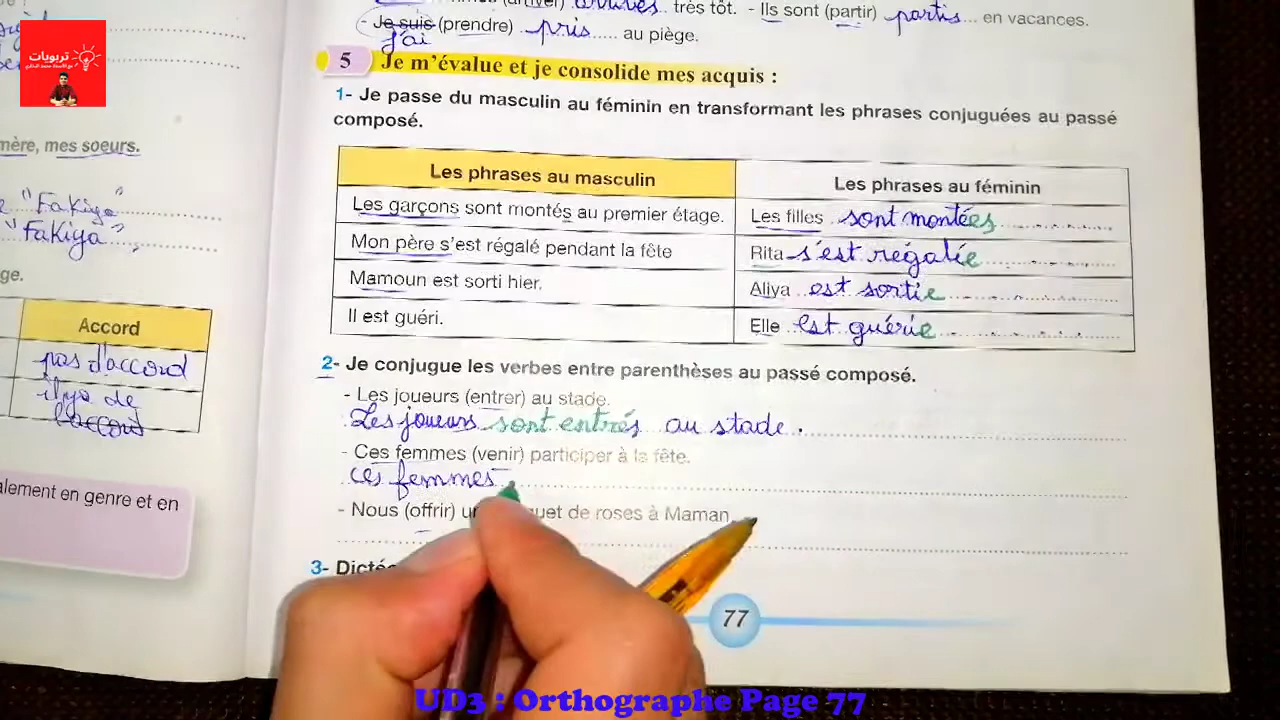 très tôt. - Ils sont (partir) partis... en vacances.
- Je suis (prendre) pris..... au piège.
j'ai
تربويات
5 Je m'évalue et je consolide mes acquis :
1- Je passe du masculin au féminin en transformant les phrases conjuguées au passé
composé.
mère, mes soeurs.
"Fakiya"
"Fakiya"
ge.
Accord
pas d'accord
il y a de
l'accord
alement en genre et en
Les phrases au masculin Les phrases au féminin
Les garçons sont montés au premier étage. Les filles sont montées
Mon père s'est régalé pendant la fête Rita s'est régalée
Mamoun est sorti hier. Aliya est sortie
Il est guéri. Elle est guérie
2- Je conjugue les verbes entre parenthèses au passé composé.
- Les joueurs (entrer) au stade.
Les joueurs sont entrés au stade.
- Ces femmes (venir) participer à la fête.
ces femmes
- Nous (offrir) de roses à Maman.
3- Dictée
77
UD3 : Orthographe Page 77